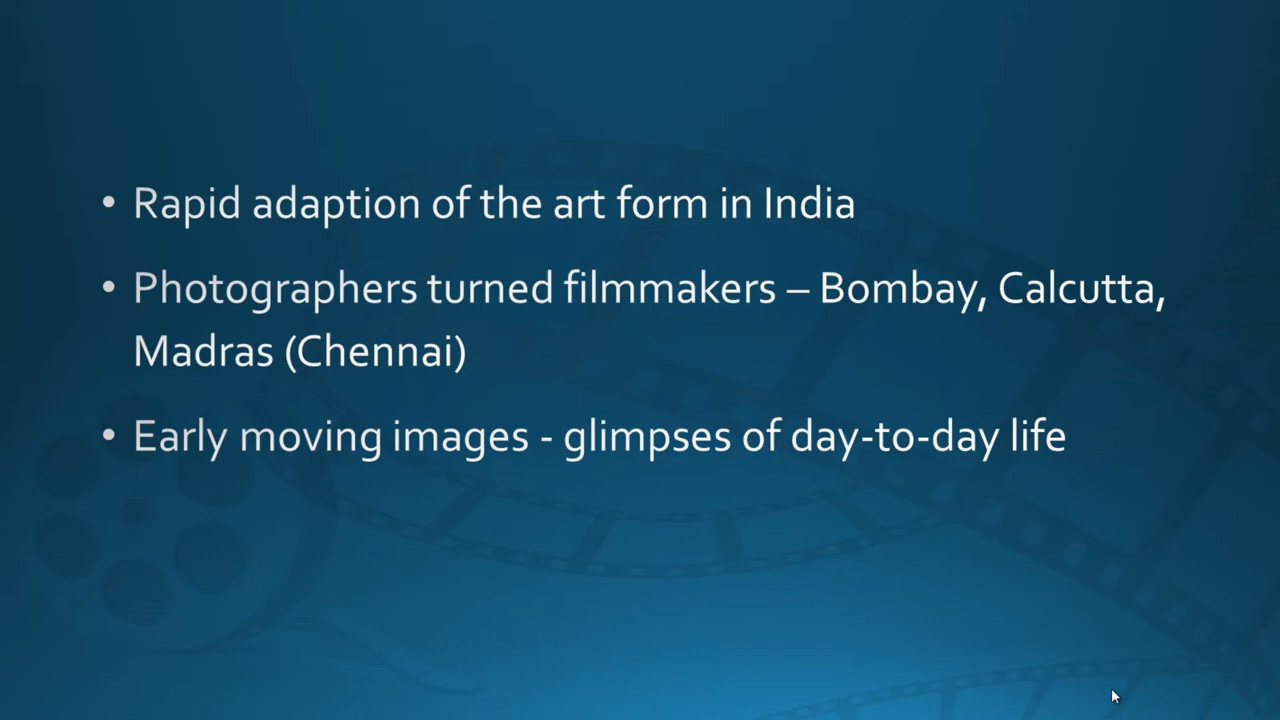 • Rapid adaption of the art form in India
• Photographers turned filmmakers – Bombay, Calcutta,
Madras (Chennai)
• Early moving images - glimpses of day-to-day life